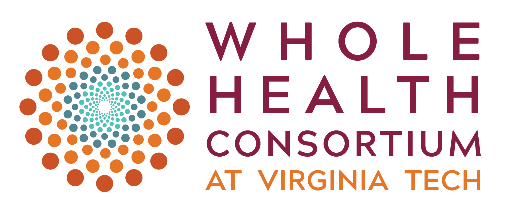 WHOLE
HEALTH
CONSORTIUM
AT VIRGINIA TECH